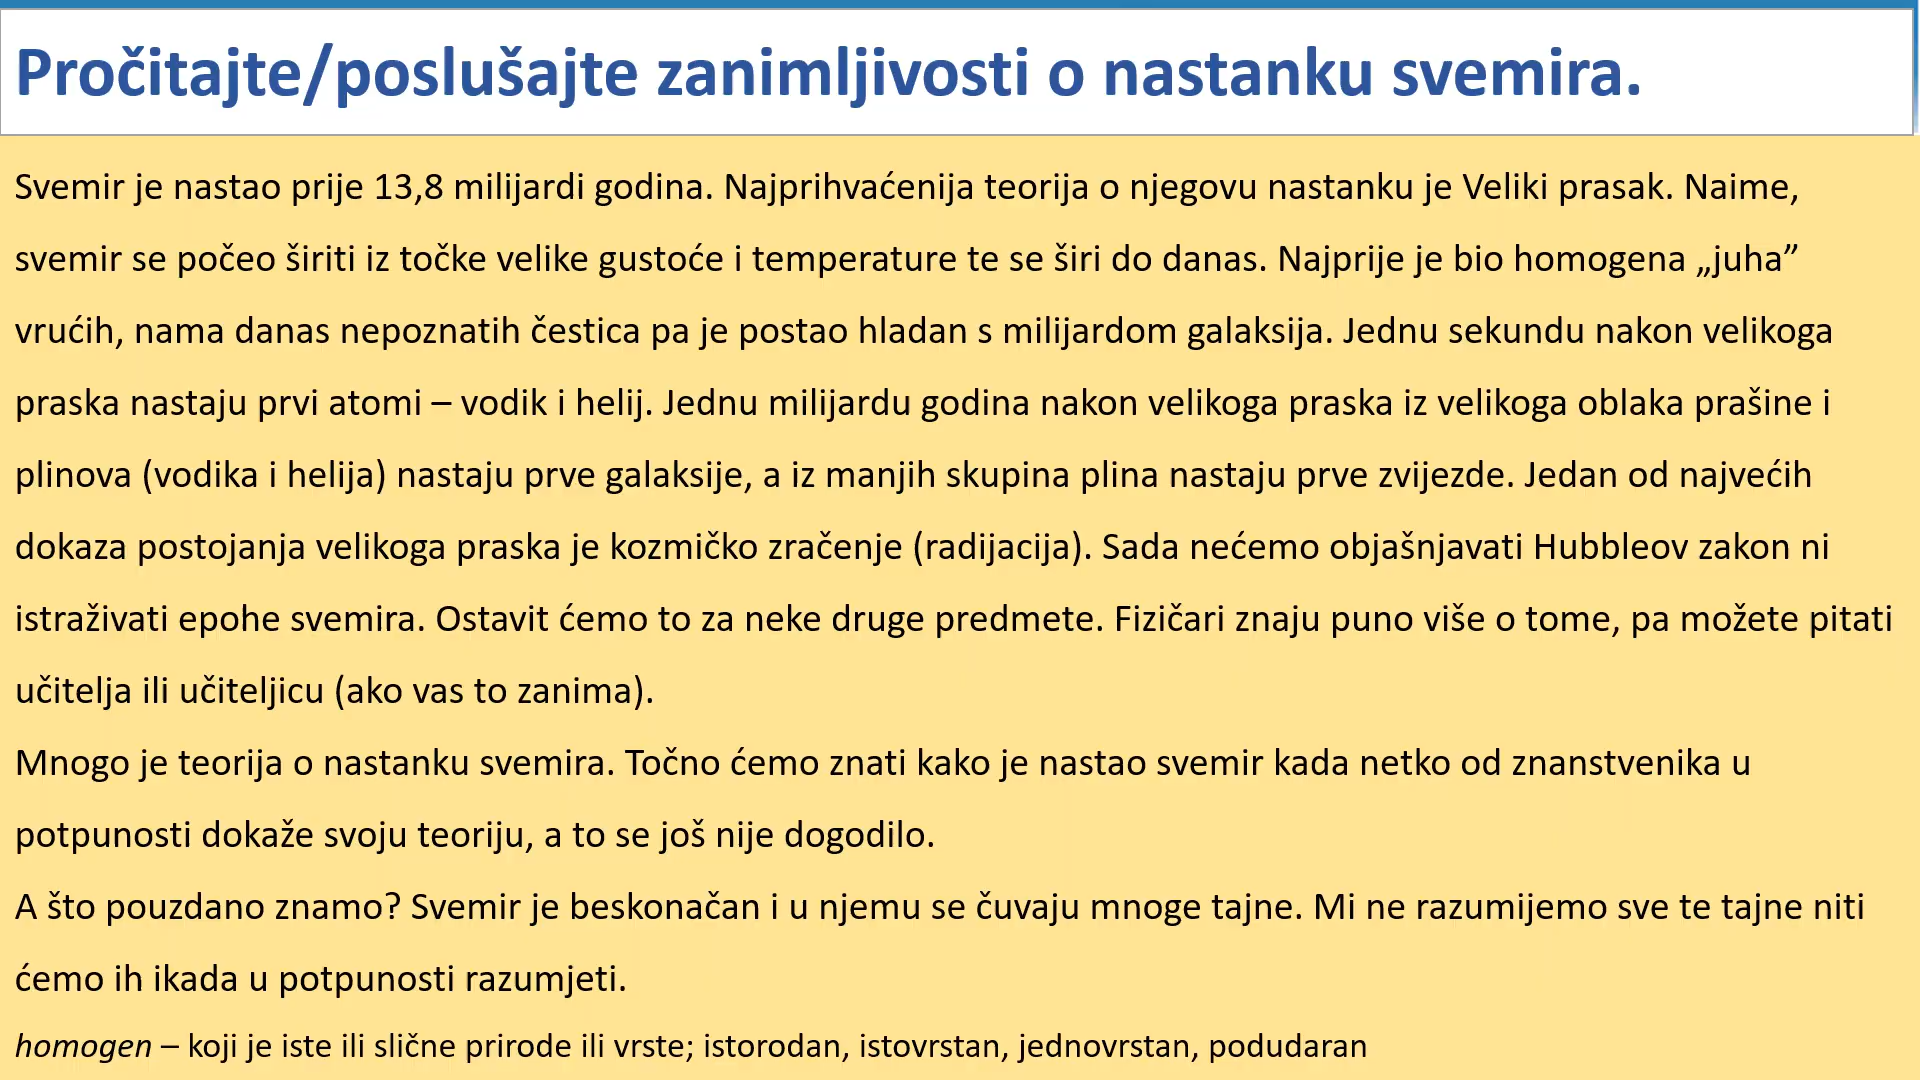 Pročitajte/poslušajte zanimljivosti o nastanku svemira.
Svemir je nastao prije 13,8 milijardi godina. Najprihvaćenija teorija o njegovu nastanku je Veliki prasak. Naime,
svemir se počeo širiti iz točke velike gustoće i temperature te se širi do danas. Najprije je bio homogena „juha”
vrućih, nama danas nepoznatih čestica pa je postao hladan s milijardom galaksija. Jednu sekundu nakon velikoga
praska nastaju prvi atomi – vodik i helij. Jednu milijardu godina nakon velikoga praska iz velikoga oblaka prašine i
plinova (vodika i helija) nastaju prve galaksije, a iz manjih skupina plina nastaju prve zvijezde. Jedan od najvećih
dokaza postojanja velikoga praska je kozmičko zračenje (radijacija). Sada nećemo objašnjavati Hubbleov zakon ni
istraživati epohe svemira. Ostavit ćemo to za neke druge predmete. Fizičari znaju puno više o tome, pa možete pitati
učitelja ili učiteljicu (ako vas to zanima).
Mnogo je teorija o nastanku svemira. Točno ćemo znati kako je nastao svemir kada netko od znanstvenika u
potpunosti dokaže svoju teoriju, a to se još nije dogodilo.
A što pouzdano znamo? Svemir je beskonačan i u njemu se čuvaju mnoge tajne. Mi ne razumijemo sve te tajne niti
ćemo ih ikada u potpunosti razumjeti.
homogen – koji je iste ili slične prirode ili vrste; istorodan, istovrstan, jednovrstan, podudaran